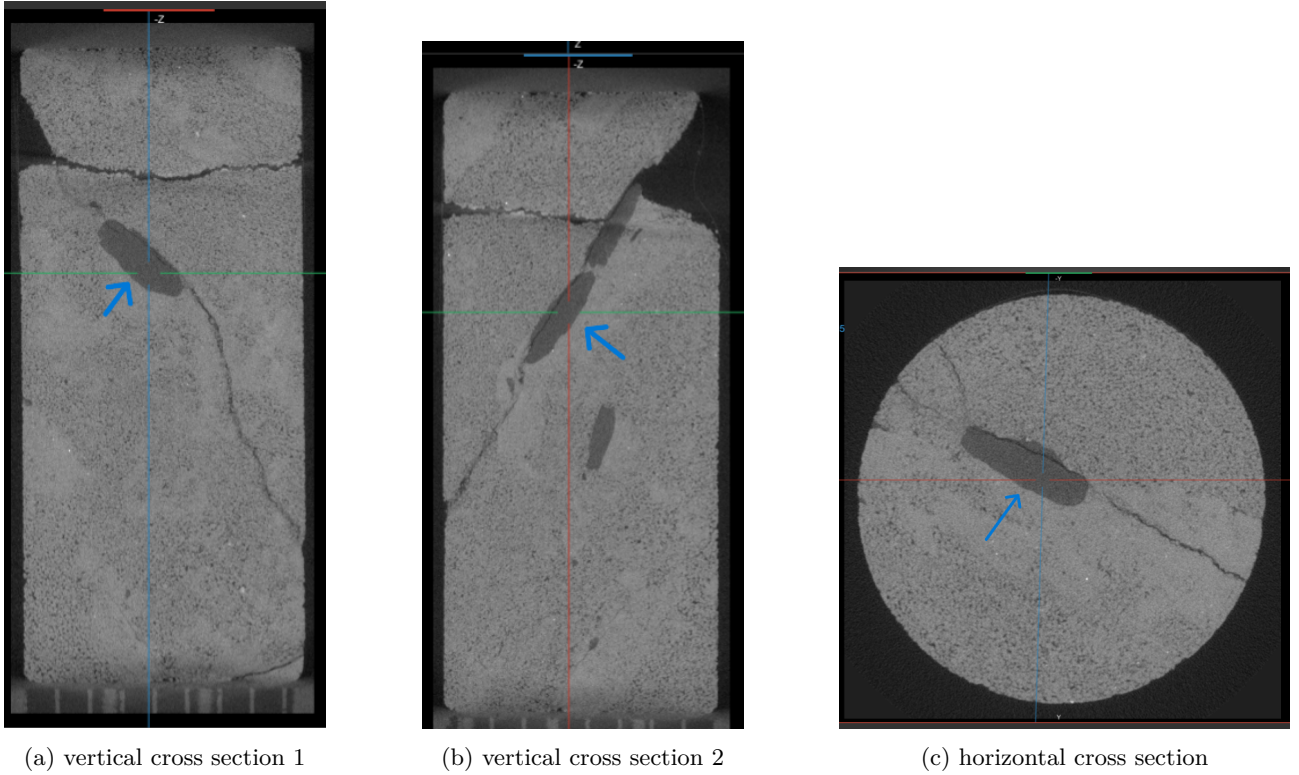 -Z
Z
-Z
-Y
5
Y
(a) vertical cross section 1
(b) vertical cross section 2
(c) horizontal cross section